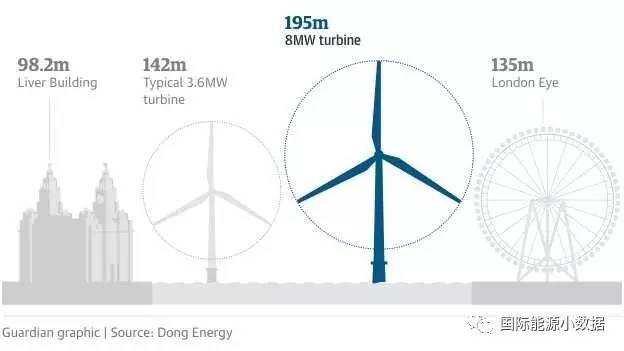 98.2m
Liver Building
142m
Typical 3.6MW
turbine
195m
8MW turbine
135m
London Eye
Guardian graphic | Source: Dong Energy
国际能源小数据